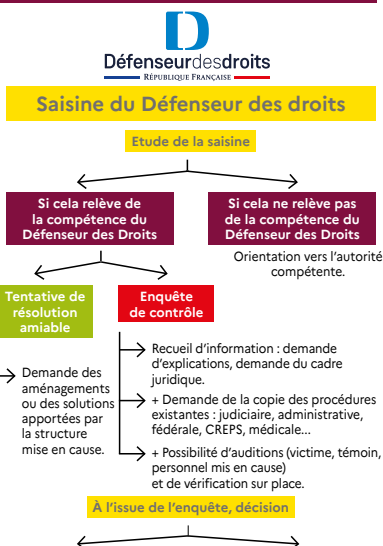 Défenseurdesdroits
RÉPUBLIQUE FRANÇAISE
Saisine du Défenseur des droits
Etude de la saisine
Si cela relève de
la compétence du
Défenseur des Droits
Si cela ne relève pas
de la compétence du
Défenseur des Droits
Orientation vers l'autorité
compétente.
Tentative de
résolution
amiable
Enquête
de contrôle
Demande des
aménagements
ou des solutions
apportées par
la structure
mise en cause.
Recueil d'information : demande
d'explications, demande du cadre
juridique.
+ Demande de la copie des procédures
existantes : judiciaire, administrative,
fédérale, CREPS, médicale...
+ Possibilité d'auditions (victime, témoin,
personnel mis en cause)
et de vérification sur place.
À l'issue de l'enquête, décision